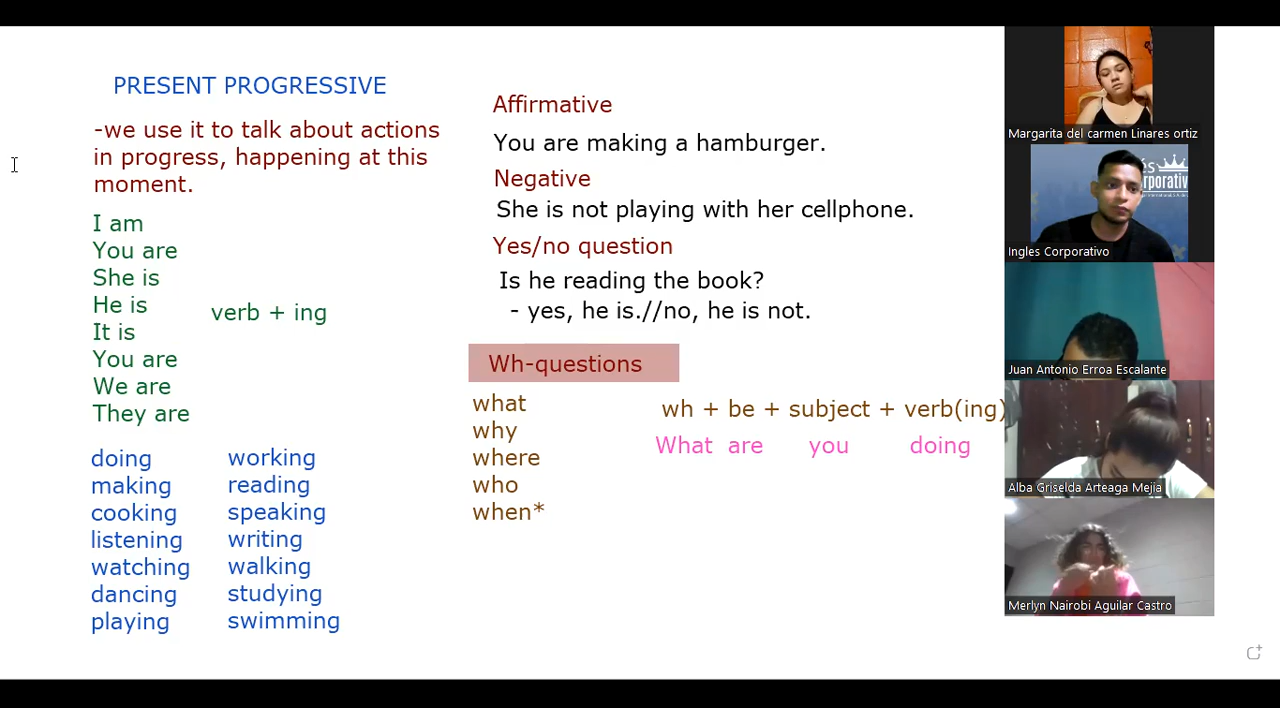 PRESENT PROGRESSIVE
-we use it to talk about actions
in progress, happening at this
moment.
I am
You are
She is
He is
It is
You are
We are
They are
verb + ing
doing
making
cooking
listening
watching
dancing
playing
working
reading
speaking
writing
walking
studying
swimming
Affirmative
You are making a hamburger.
Negative
She is not playing with her cellphone.
Yes/no question
Is he reading the book?
- yes, he is.//no, he is not.
Wh-questions
what
why
where
who
when*
wh + be + subject + verb(ing)
What are you doing
Margarita del carmen Linares ortiz
és
rporativ
Ingles Corporativo
Juan Antonio Erroa Escalante
Alba Griselda Arteaga Mejia
Merlyn Nairobi Aguilar Castro